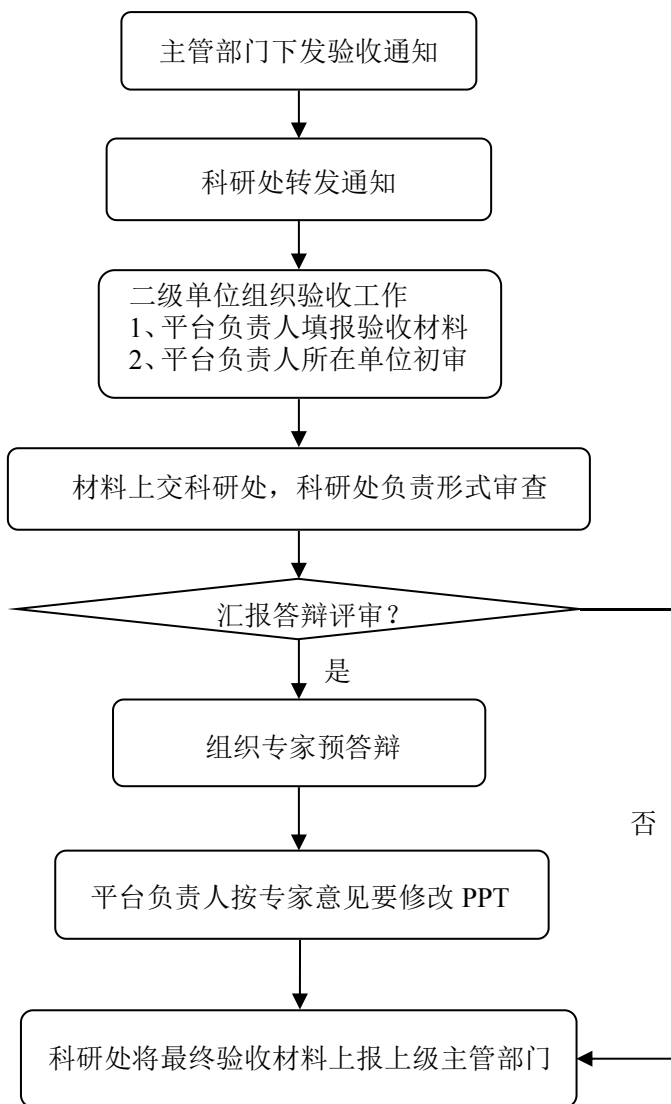 主管部门下发验收通知
科研处转发通知
二级单位组织验收工作
1、平台负责人填报验收材料
2、平台负责人所在单位初审
材料上交科研处，科研处负责形式审查
汇报答辩评审？
是
组织专家预答辩
否
平台负责人按专家意见要修改 PPT
科研处将最终验收材料上报上级主管部门